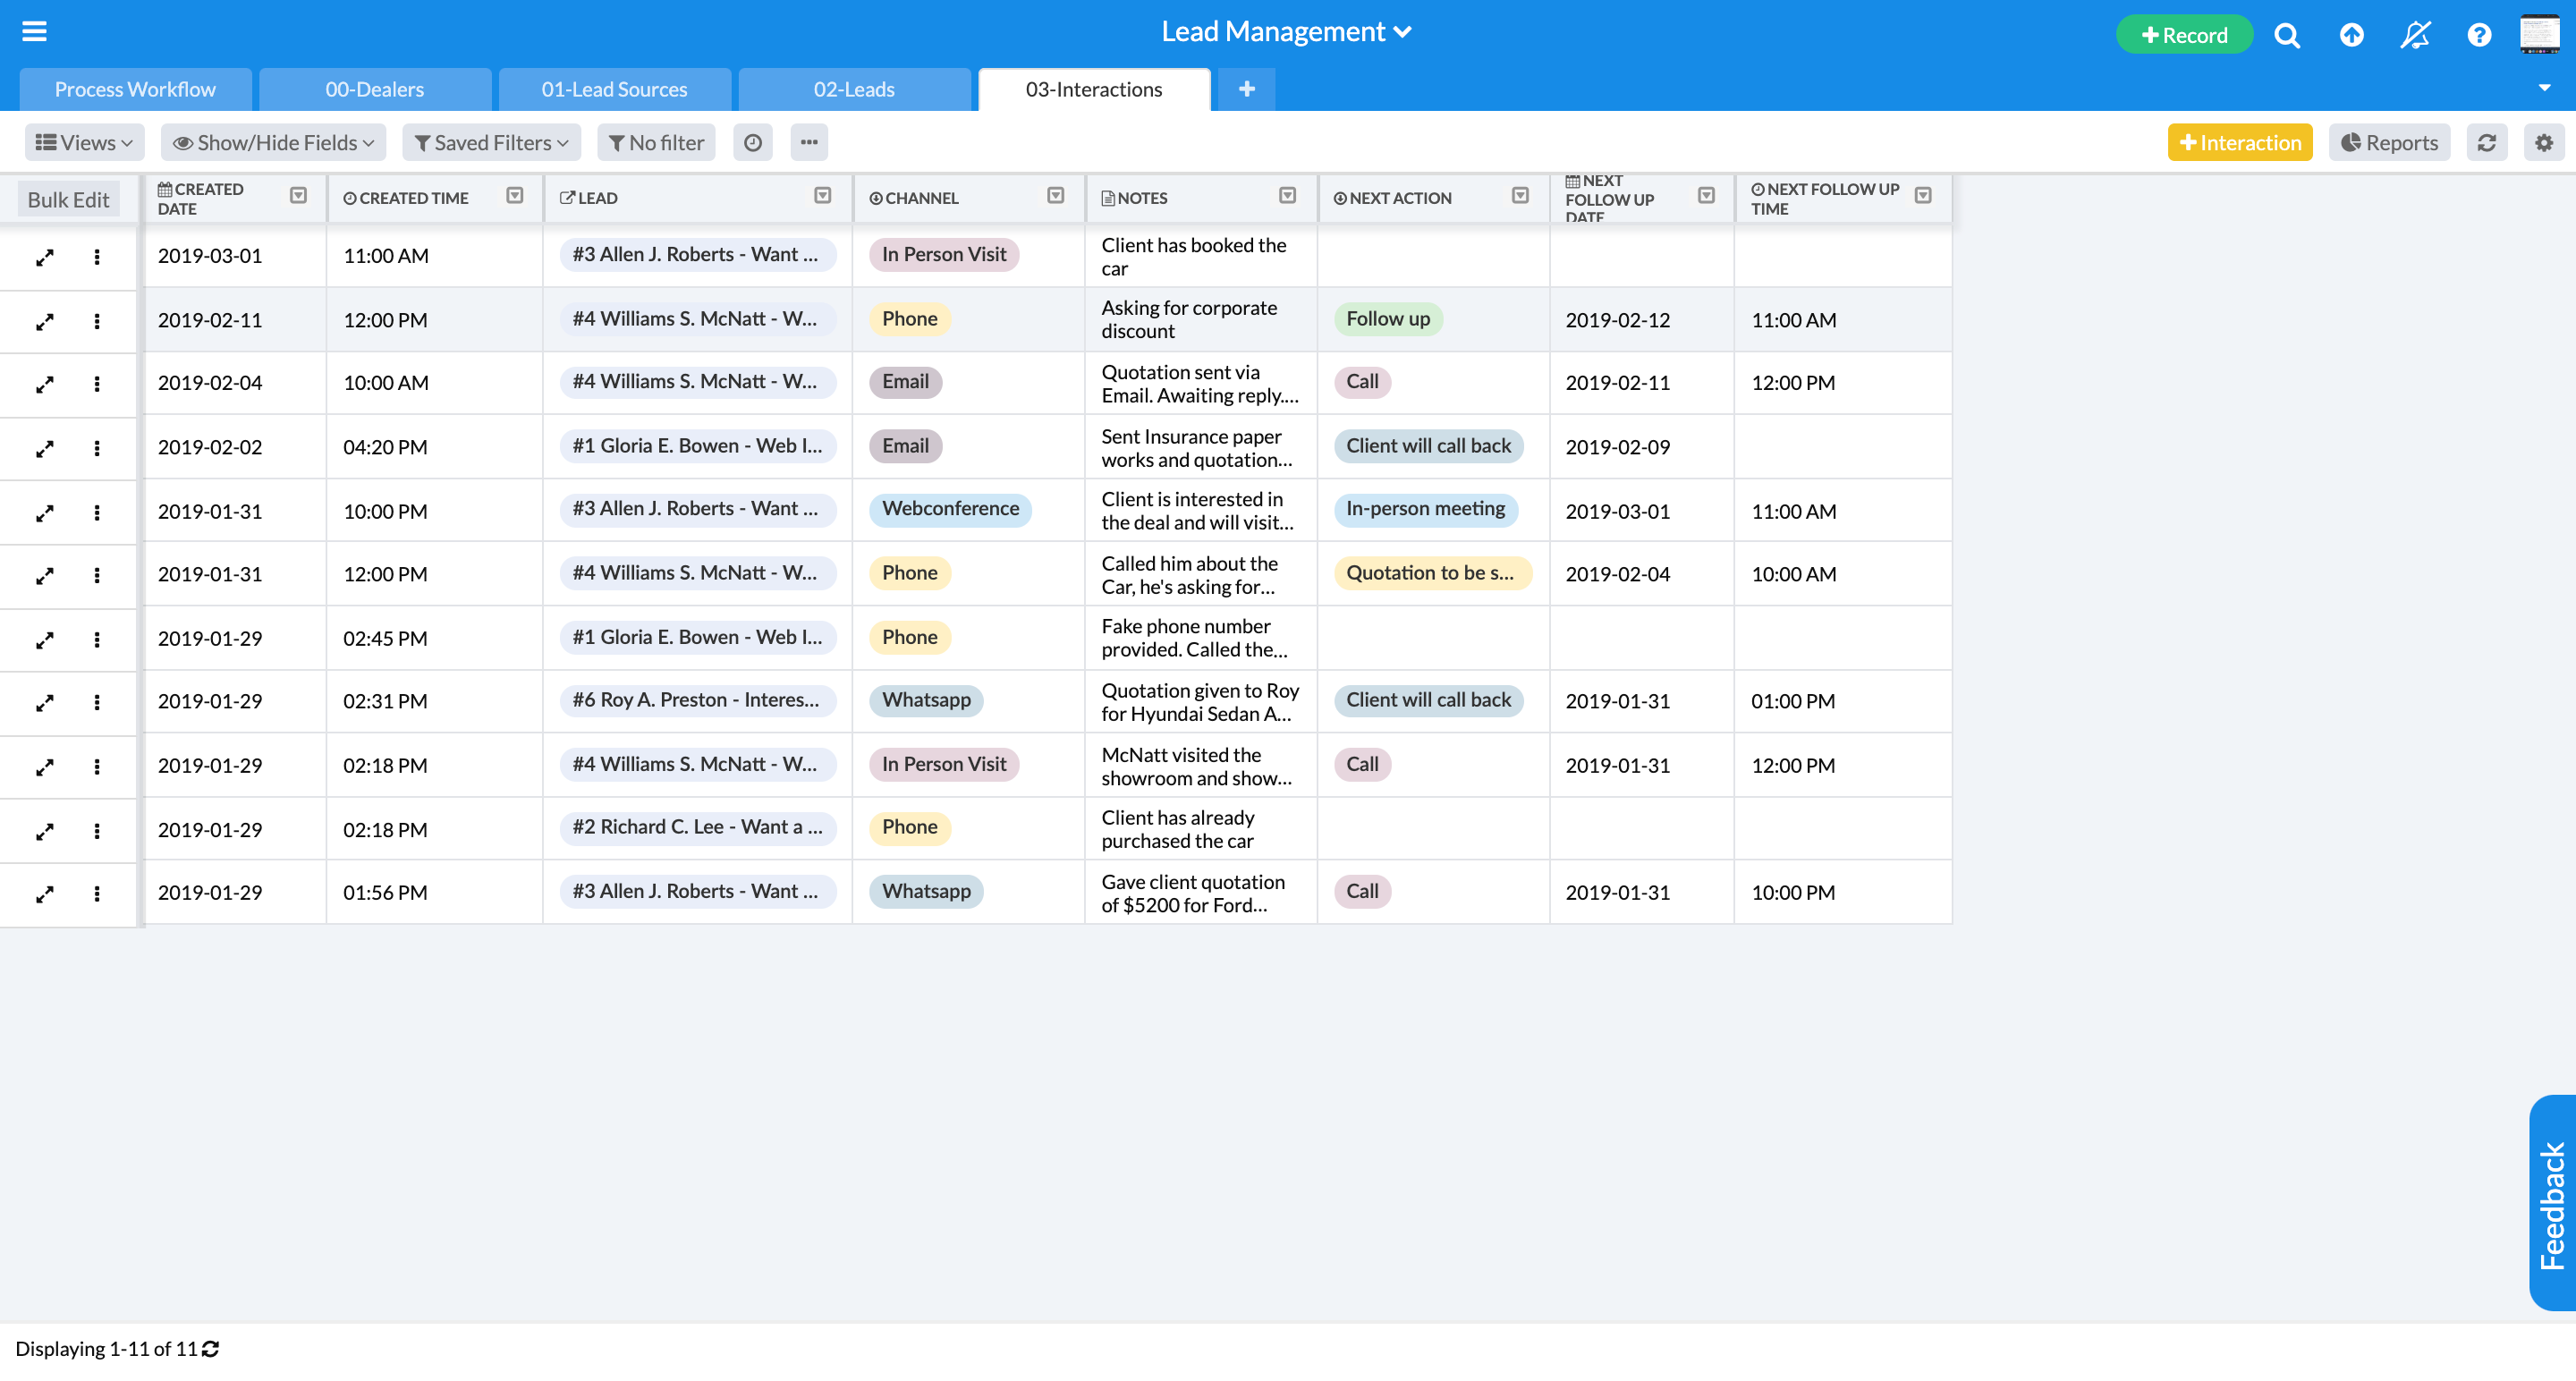 Lead Management
Record
Process Workflow
00-Dealers
01-Lead Sources
02-Leads
03-Interactions
+
Views
Show/Hide Fields
Saved Filters
No filter
Interaction
Reports
Bulk Edit
CREATED
DATE
CREATED TIME
LEAD
CHANNEL
NOTES
NEXT ACTION
NEXT
FOLLOW UP
DATE
NEXT FOLLOW UP
TIME
2019-03-01
11:00 AM
#3 Allen J. Roberts - Want ...
In Person Visit
Client has booked the
car
2019-02-11
12:00 PM
#4 Williams S. McNatt - W...
Phone
Asking for corporate
discount
Follow up
2019-02-12
11:00 AM
2019-02-04
10:00 AM
#4 Williams S. McNatt - W...
Email
Quotation sent via
Email. Awaiting reply....
Call
2019-02-11
12:00 PM
2019-02-02
04:20 PM
#1 Gloria E. Bowen - Web I...
Email
Sent Insurance paper
works and quotation...
Client will call back
2019-02-09
2019-01-31
10:00 PM
#3 Allen J. Roberts - Want ...
Webconference
Client is interested in
the deal and will visit...
In-person meeting
2019-03-01
11:00 AM
2019-01-31
12:00 PM
#4 Williams S. McNatt - W...
Phone
Called him about the
Car, he's asking for...
Quotation to be s...
2019-02-04
10:00 AM
2019-01-29
02:45 PM
#1 Gloria E. Bowen - Web I...
Phone
Fake phone number
provided. Called the...
2019-01-29
02:31 PM
#6 Roy A. Preston - Interes...
Whatsapp
Quotation given to Roy
for Hyundai Sedan A...
Client will call back
2019-01-31
01:00 PM
2019-01-29
02:18 PM
#4 Williams S. McNatt - W...
In Person Visit
McNatt visited the
showroom and show...
Call
2019-01-31
12:00 PM
2019-01-29
02:18 PM
#2 Richard C. Lee - Want a ...
Phone
Client has already
purchased the car
2019-01-29
01:56 PM
#3 Allen J. Roberts - Want ...
Whatsapp
Gave client quotation
of $5200 for Ford...
Call
2019-01-31
10:00 PM
Feedback
Displaying 1-11 of 11